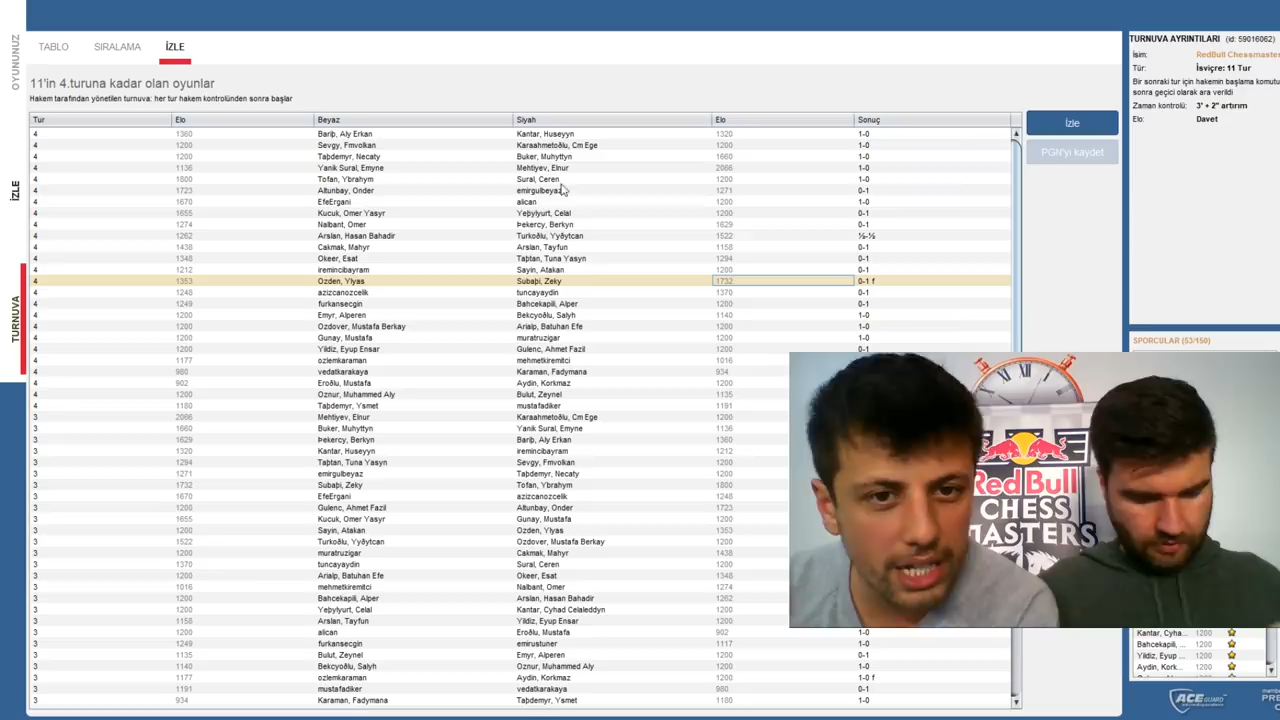 OYUNUNUZ
İZLE
TURNUVA
TABLO SIRALAMA İZLE
11'in 4.turuna kadar olan oyunlar
Hakem tarafından yönetilen turnuva: her tur hakem kontrolünden sonra başlar
Tur Elo Beyaz Siyah Elo Sonuç
4 1360 Bariþ, Aly Erkan Kantar, Huseyyn 1320 1-0
4 1200 Sevgy, Fmvolkan Karaahmetoðlu, Cm Ege 1200 1-0
4 1200 Taþdemyr, Necaty Buker, Muhyttyn 1660 1-0
4 1136 Yanik Sural, Emyne Mehtiyev, Elnur 2066 1-0
4 1800 Tofan, Ybrahym Sural, Ceren 1200 1-0
4 1723 Altunbay, Onder emirgulbeyaz 1271 0-1
4 1670 EfeErgani alican 1200 1-0
4 1655 Kucuk, Omer Yasyr Yeþylyurt, Celal 1200 0-1
4 1274 Nalbant, Omer Þekercy, Berkyn 1629 0-1
4 1262 Arslan, Hasan Bahadir Turkoðlu, Yyðytcan 1522 ½-½
4 1438 Cakmak, Mahyr Arslan, Tayfun 1158 0-1
4 1348 Okeer, Esat Taþtan, Tuna Yasyn 1294 0-1
4 1212 iremincibayram Sayin, Atakan 1200 0-1
4 1353 Ozden, Ylyas Subaþi, Zeky 1732 0-1 f
4 1248 azizcanozcelik tuncayaydin 1370 0-1
4 1249 furkansecgin Bahcekapili, Alper 1200 0-1
4 1200 Emyr, Alperen Bekcyoðlu, Salyh 1140 1-0
4 1200 Ozdover, Mustafa Berkay Arialp, Batuhan Efe 1200 1-0
4 1200 Gunay, Mustafa muratruzigar 1200 1-0
4 1200 Yildiz, Eyup Ensar Gulenc, Ahmet Fazil 1200 0-1
4 1177 ozlemkaraman mehmetkiremitci 1016
4 980 vedatkarakaya Karaman, Fadymana 934
4 902 Eroðlu, Mustafa Aydin, Korkmaz 1200
4 1200 Oznur, Muhammed Aly Bulut, Zeynel 1135
4 1180 Taþdemyr, Ysmet mustafadiker 1191
3 2066 Mehtiyev, Elnur Karaahmetoðlu, Cm Ege 1200
3 1660 Buker, Muhyttyn Yanik Sural, Emyne 1136
3 1629 Þekercy, Berkyn Bariþ, Aly Erkan 1360
3 1320 Kantar, Huseyyn iremincibayram 1212
3 1294 Taþtan, Tuna Yasyn Sevgy, Fmvolkan 1200
3 1271 emirgulbeyaz Taþdemyr, Necaty 1200
3 1732 Subaþi, Zeky Tofan, Ybrahym 1800
3 1670 EfeErgani azizcanozcelik 1248
3 1200 Gulenc, Ahmet Fazil Altunbay, Onder 1723
3 1655 Kucuk, Omer Yasyr Gunay, Mustafa 1200
3 1200 Sayin, Atakan Ozden, Ylyas 1353
3 1522 Turkoðlu, Yyðytcan Ozdover, Mustafa Berkay 1200
3 1200 muratruzigar Cakmak, Mahyr 1438
3 1370 tuncayaydin Sural, Ceren 1200
3 1200 Arialp, Batuhan Efe Okeer, Esat 1348
3 1016 mehmetkiremitci Nalbant, Omer 1274
3 1200 Bahcekapili, Alper Arslan, Hasan Bahadir 1262
3 1200 Yeþylyurt, Celal Kantar, Cyhad Celaleddyn 1200
3 1158 Arslan, Tayfun Yildiz, Eyup Ensar 1200
3 1200 alican Eroðlu, Mustafa 902 1-0
3 1249 furkansecgin emirustuner 1117 1-0
3 1135 Bulut, Zeynel Emyr, Alperen 1200 0-1
3 1140 Bekcyoðlu, Salyh Oznur, Muhammed Aly 1200 1-0
3 1177 ozlemkaraman Aydin, Korkmaz 1200 1-0 f
3 1191 mustafadiker vedatkarakaya 980 0-1
3 934 Karaman, Fadymana Taþdemyr, Ysmet 1180 1-0
İzle
PGN'yi kaydet
TURNUVA AYRINTILARI (id: 59016062)
İsim: RedBull Chessmaster
Tür: İsviçre: 11 Tur
Bir sonraki tur için hakemin başlama komutu
sonra geçici olarak ara verildi
Zaman kontrolü: 3' + 2" artırım
Elo: Davet
SPORCULAR (53/150)
Red Bull
CHESS
MASTERS
Kantar, Cyha... 1200
Bahcekapili,... 1200
Yildiz, Eyup ... 1200
Aydin, Kork... 1200
ACEGUARD